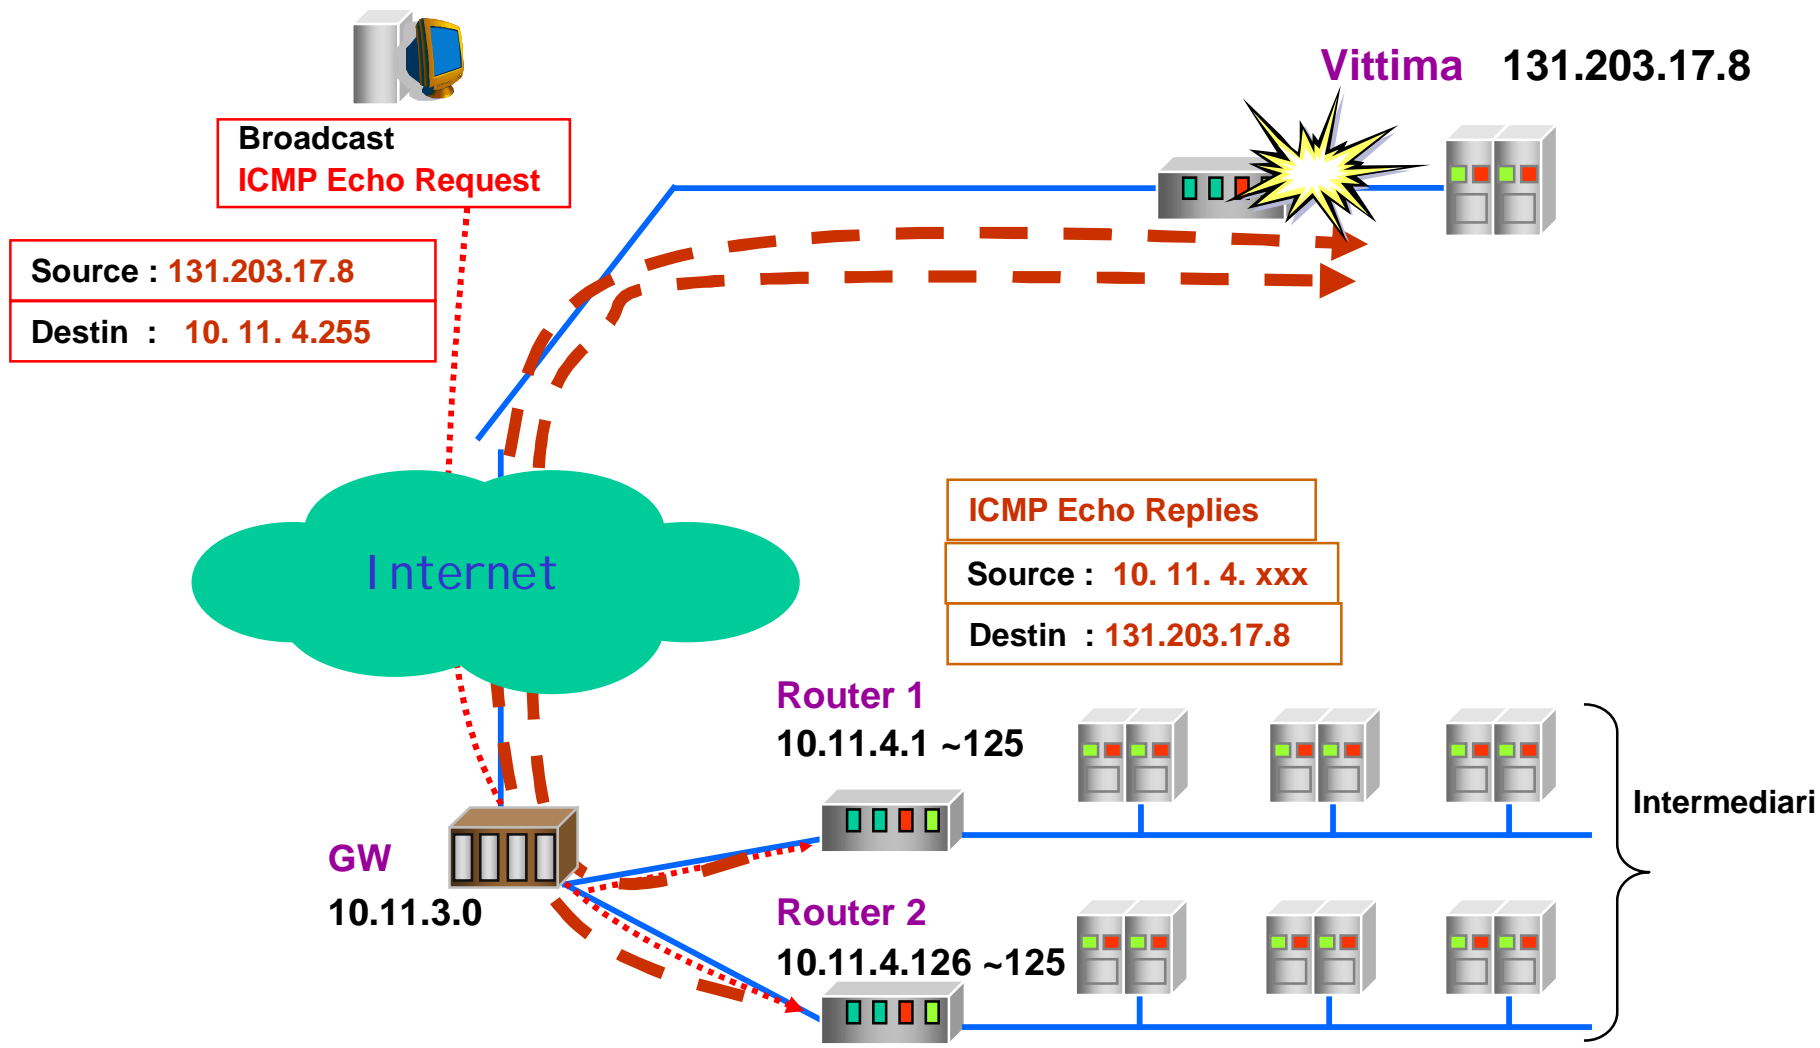 Vittima 131.203.17.8
Broadcast
ICMP Echo Request
Source : 131.203.17.8
Destin : 10. 11. 4.255
Internet
ICMP Echo Replies
Source : 10. 11. 4. xxx
Destin : 131.203.17.8
Router 1
10.11.4.1 ~125
Intermediari
GW
10.11.3.0
Router 2
10.11.4.126 ~125